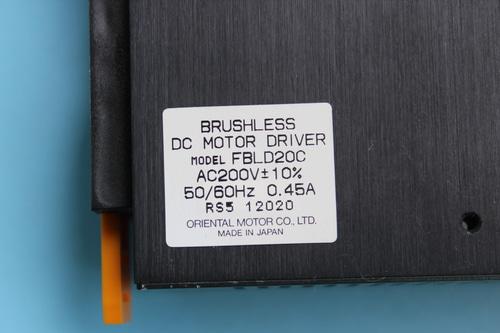 BRUSHLESS
DC MOTOR DRIVER
MODEL FBLD20C
AC200V±10%
50/60Hz 0.45A
RS5 12020
ORIENTAL MOTOR CO., LTD.
MADE IN JAPAN